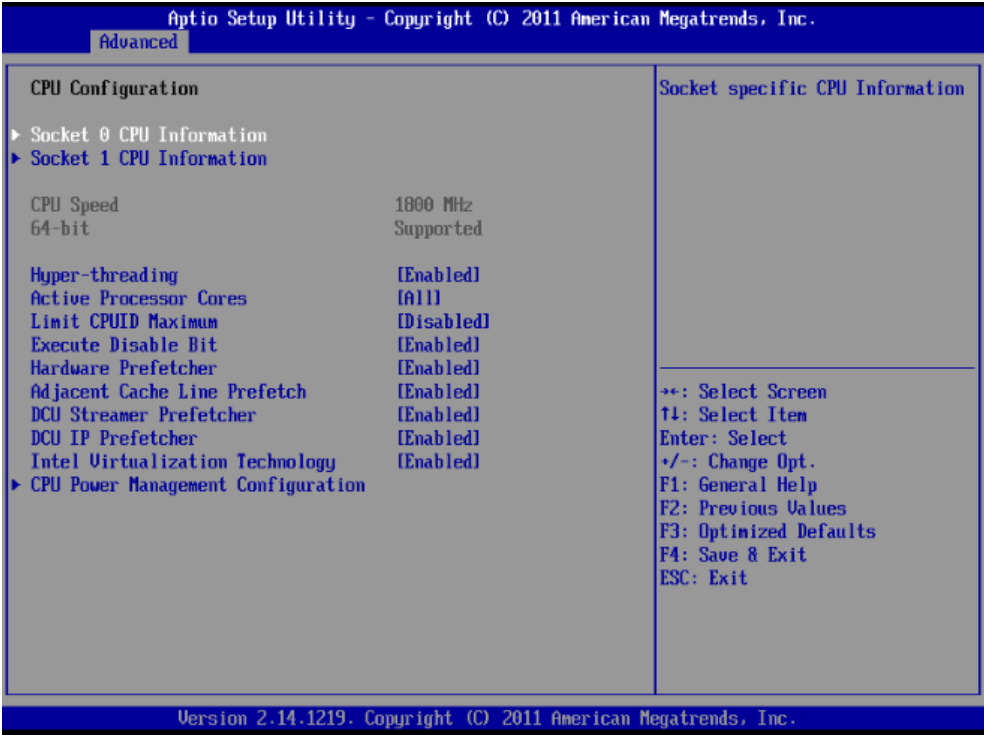 Aptio Setup Utility - Copyright (C) 2011 American Megatrends, Inc.
Advanced
CPU Configuration
Socket 0 CPU Information
Socket 1 CPU Information
CPU Speed 1800 MHz
64-bit Supported
Hyper-threading [Enabled]
Active Processor Cores [All]
Limit CPUID Maximum [Disabled]
Execute Disable Bit [Enabled]
Hardware Prefetcher [Enabled]
Adjacent Cache Line Prefetch [Enabled]
DCU Streamer Prefetcher [Enabled]
DCU IP Prefetcher [Enabled]
Intel Virtualization Technology [Enabled]
CPU Power Management Configuration
Socket specific CPU Information
→←: Select Screen
↑↓: Select Item
Enter: Select
+/-: Change Opt.
F1: General Help
F2: Previous Values
F3: Optimized Defaults
F4: Save & Exit
ESC: Exit
Version 2.14.1219. Copyright (C) 2011 American Megatrends, Inc.